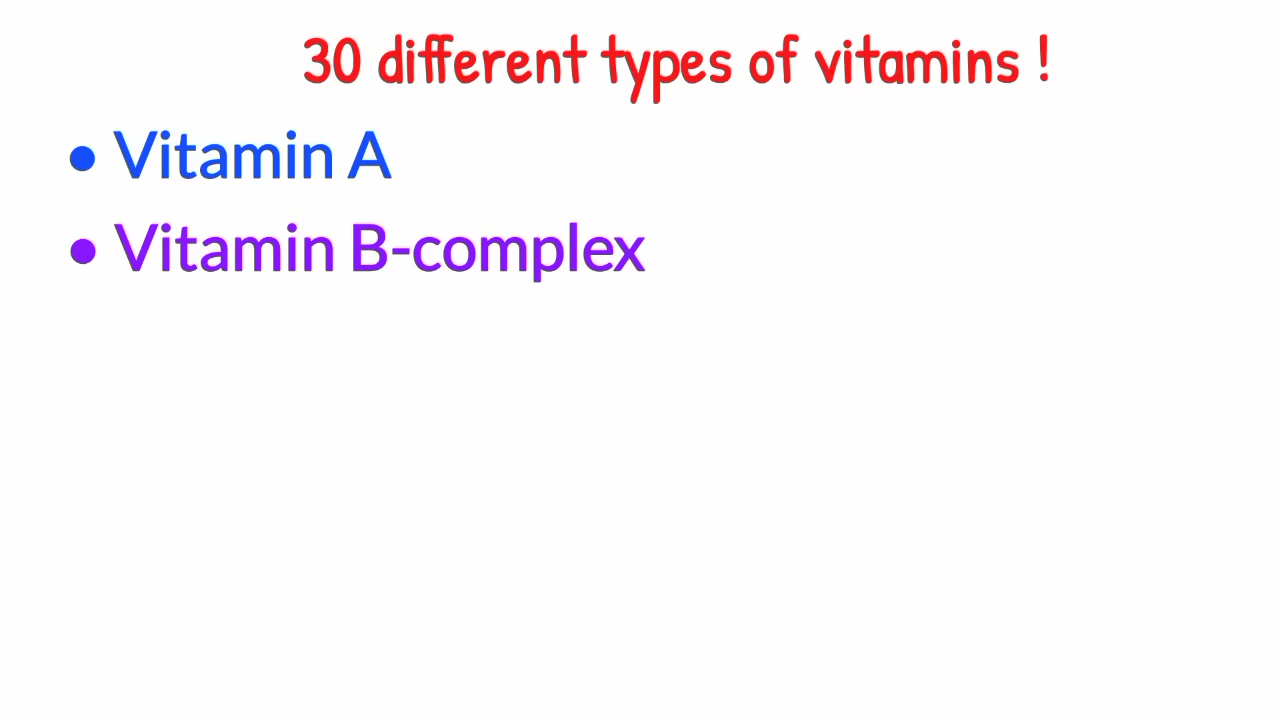 30 different types of vitamins !
• Vitamin A
• Vitamin B-complex